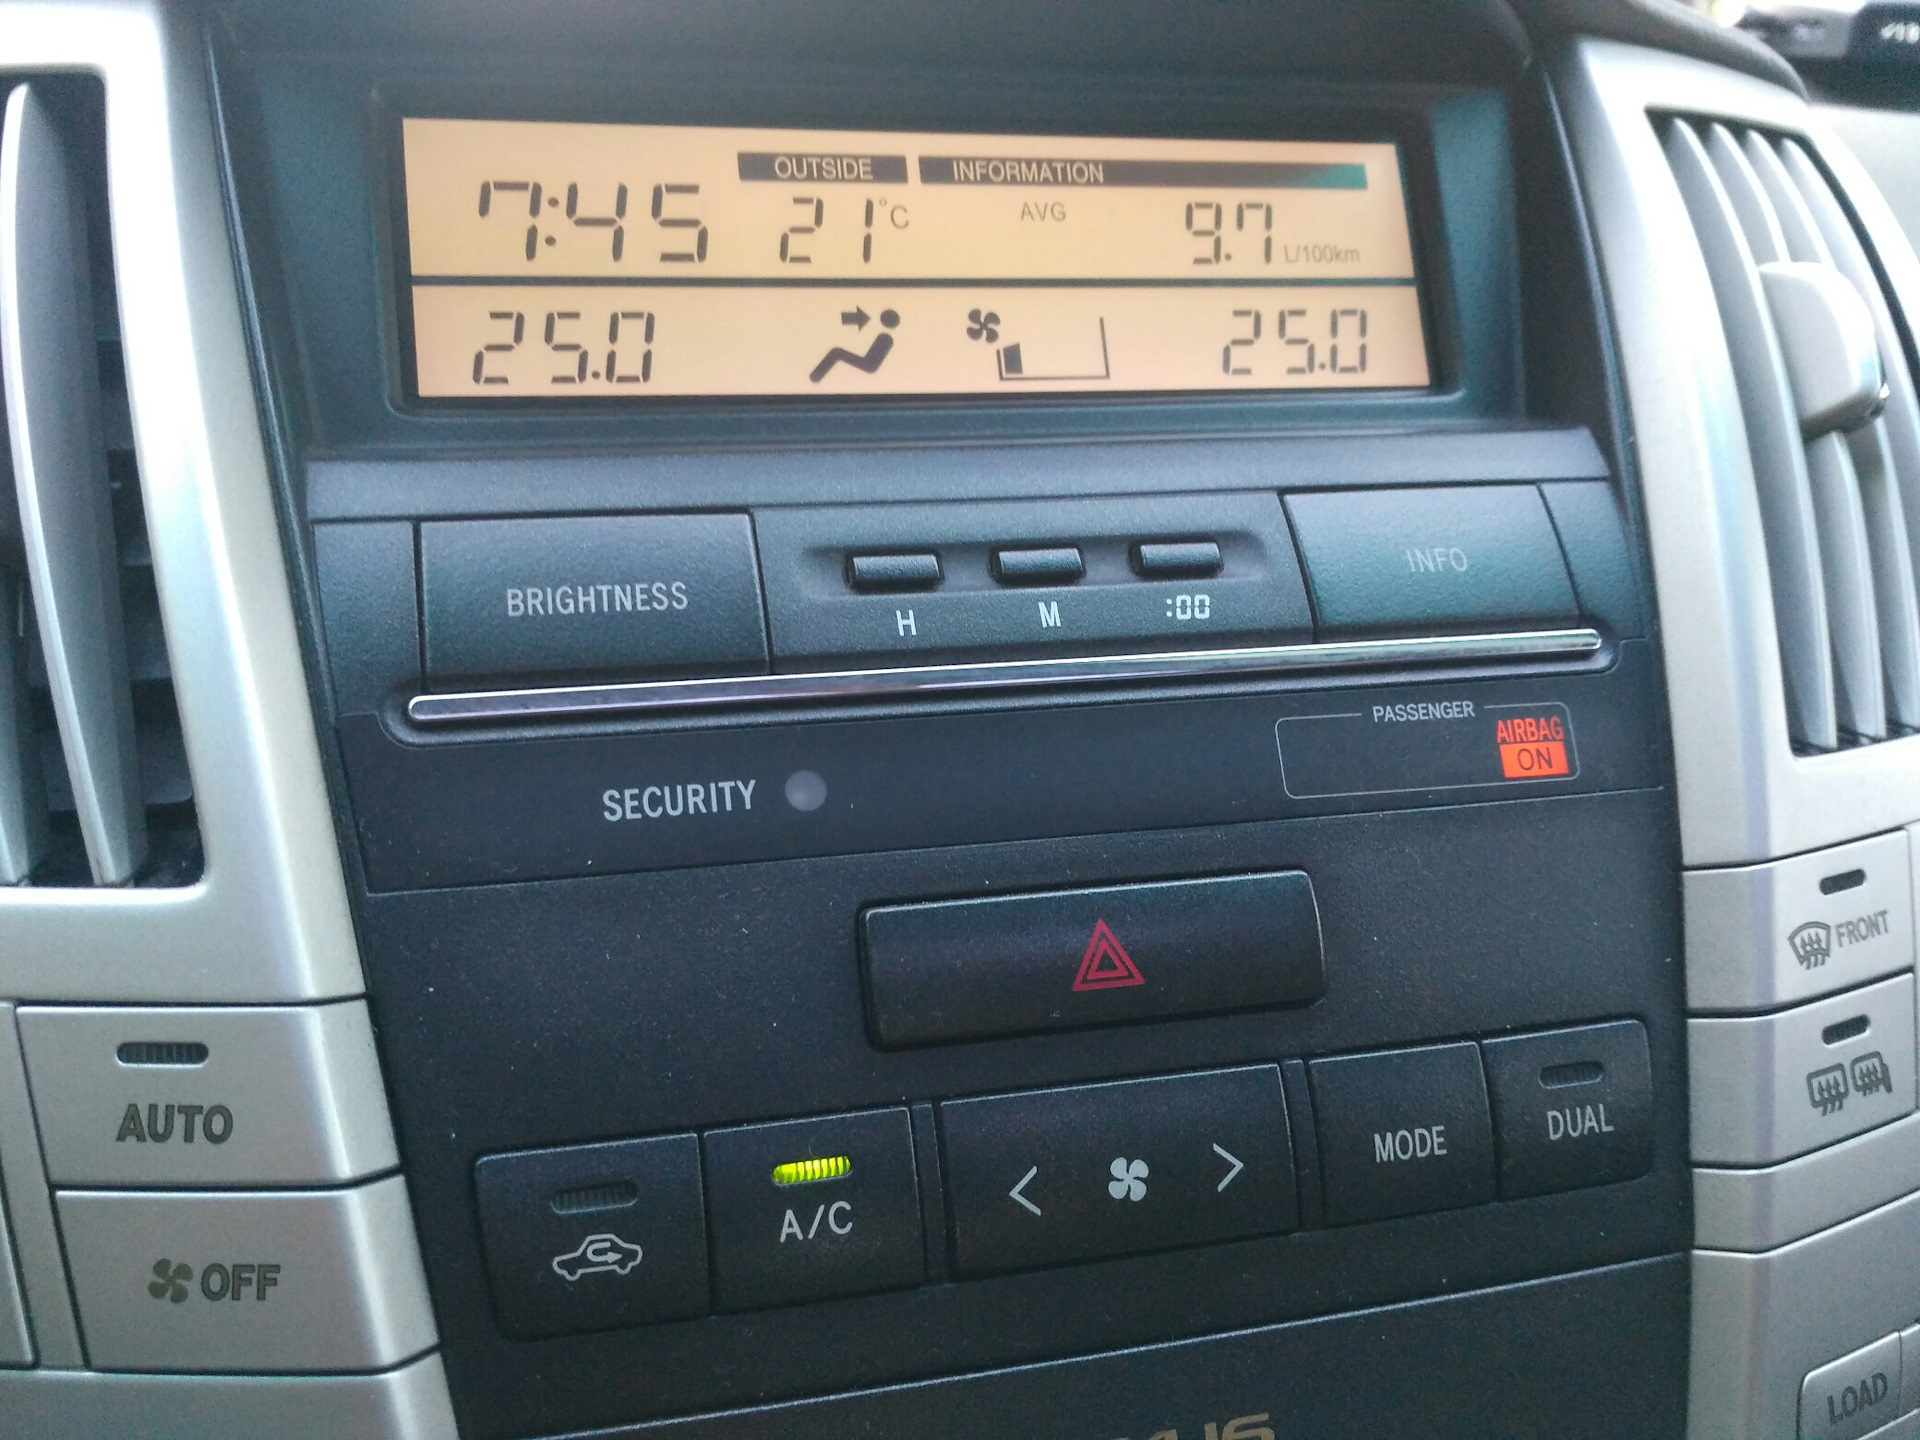 OUTSIDE INFORMATION
7:45 21°C AVG 9.7 L/100km
25.0 25.0
BRIGHTNESS H M :00 INFO
PASSENGER
AIRBAG
ON
SECURITY
FRONT
AUTO
A/C < > MODE DUAL
OFF
LOAD